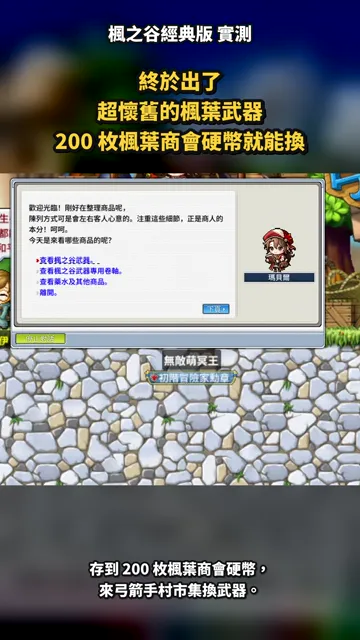 楓之谷經典版 實測
終於出了
超懷舊的楓葉武器
200 枚楓葉商會硬幣就能換
歡迎光臨！剛好在整理商品呢，
陳列方式可是會左右客人心意的。注重這些細節，正是商人的
本分！呵呵。
今天是來看哪些商品的呢？
查看楓之谷武器。
查看楓之谷武器專用卷軸。
查看藥水及其他商品。
離開。
瑪貝爾
無敵萌冥王
初階冒險家勳章
存到 200 枚楓葉商會硬幣，
來弓箭手村市集換武器。